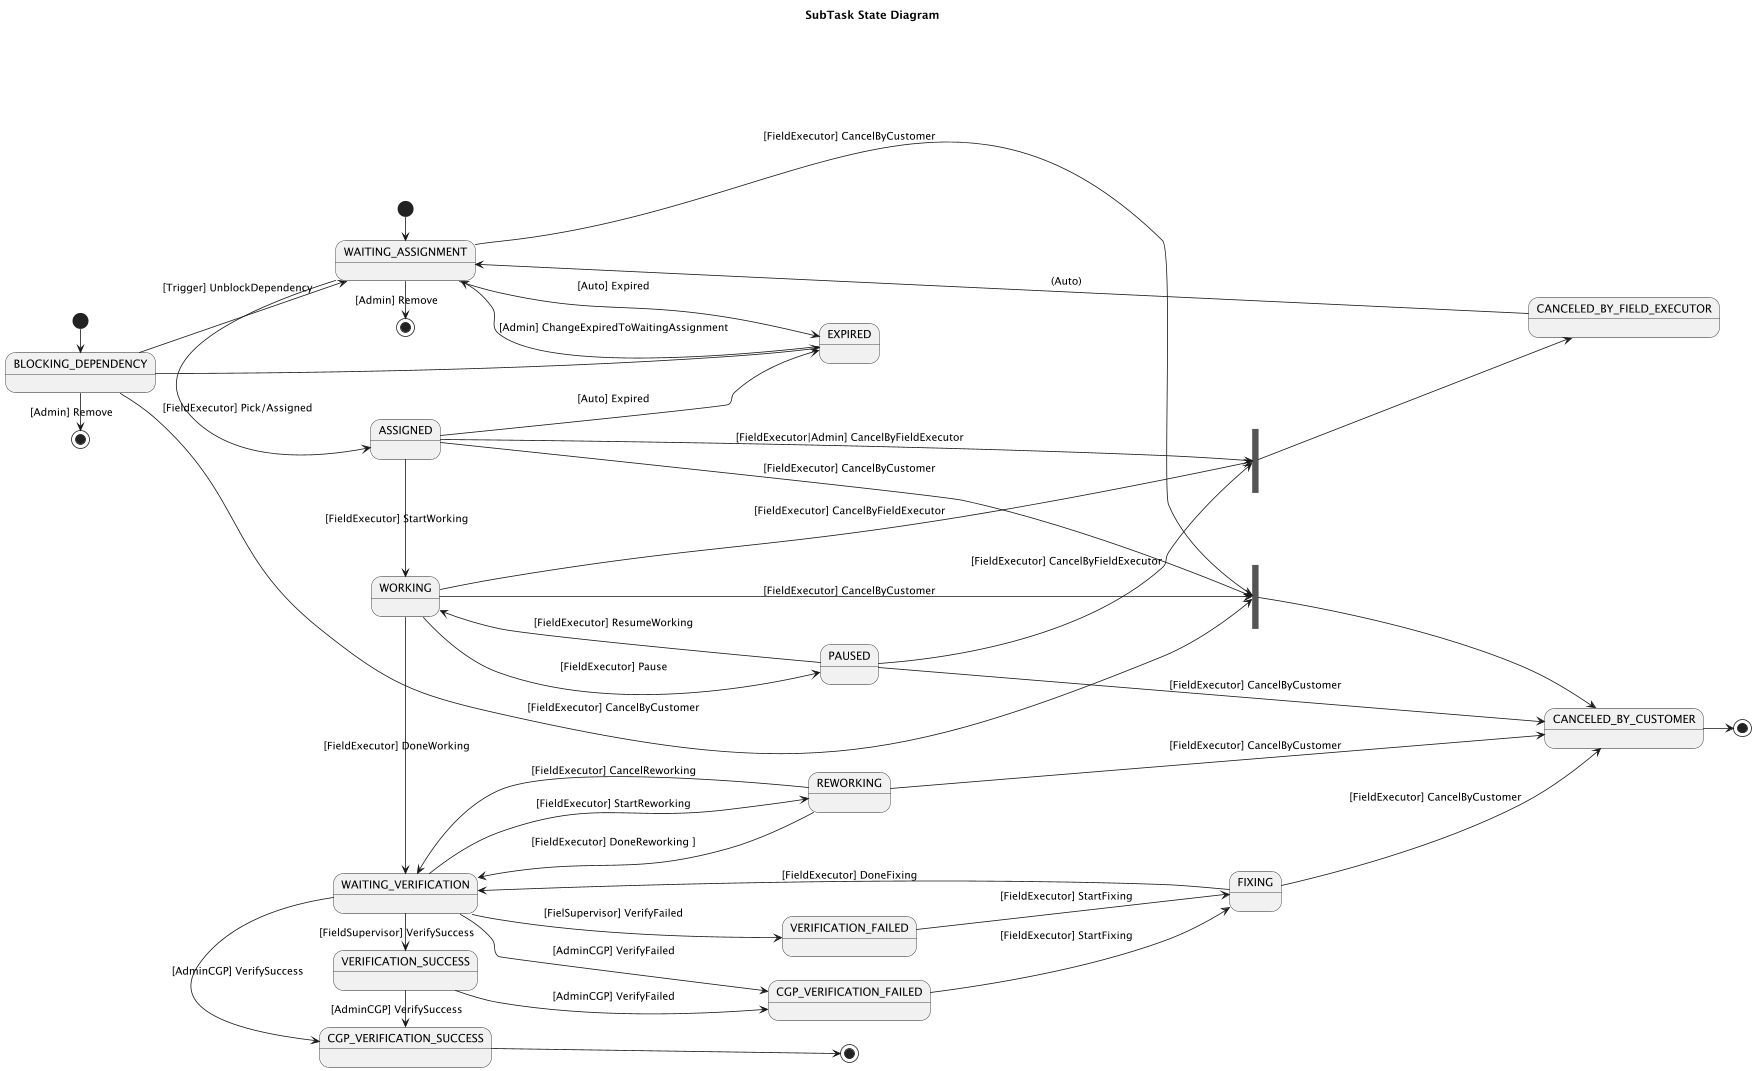 SubTask State Diagram
[FieldExecutor] CancelByCustomer
WAITING_ASSIGNMENT
[Trigger] UnblockDependency
[Admin] Remove
[Auto] Expired
(Auto)
CANCELED_BY_FIELD_EXECUTOR
[Admin] ChangeExpiredToWaitingAssignment
EXPIRED
BLOCKING_DEPENDENCY
[Admin] Remove
[FieldExecutor] Pick/Assigned
[Auto] Expired
ASSIGNED
[FieldExecutor|Admin] CancelByFieldExecutor
[FieldExecutor] CancelByCustomer
[FieldExecutor] StartWorking
[FieldExecutor] CancelByFieldExecutor
[FieldExecutor] CancelByFieldExecutor
WORKING
[FieldExecutor] CancelByCustomer
[FieldExecutor] ResumeWorking
PAUSED
[FieldExecutor] Pause
[FieldExecutor] CancelByCustomer
[FieldExecutor] CancelByCustomer
CANCELED_BY_CUSTOMER
[FieldExecutor] DoneWorking
[FieldExecutor] CancelByCustomer
[FieldExecutor] CancelReworking
REWORKING
[FieldExecutor] StartReworking
[FieldExecutor] CancelByCustomer
[FieldExecutor] DoneReworking ]
WAITING_VERIFICATION
[FieldExecutor] DoneFixing
FIXING
[FieldExecutor] StartFixing
[FielSupervisor] VerifyFailed
VERIFICATION_FAILED
[FieldSupervisor] VerifySuccess
[FieldExecutor] StartFixing
[AdminCGP] VerifyFailed
VERIFICATION_SUCCESS
[AdminCGP] VerifySuccess
[AdminCGP] VerifyFailed
CGP_VERIFICATION_FAILED
[AdminCGP] VerifySuccess
CGP_VERIFICATION_SUCCESS